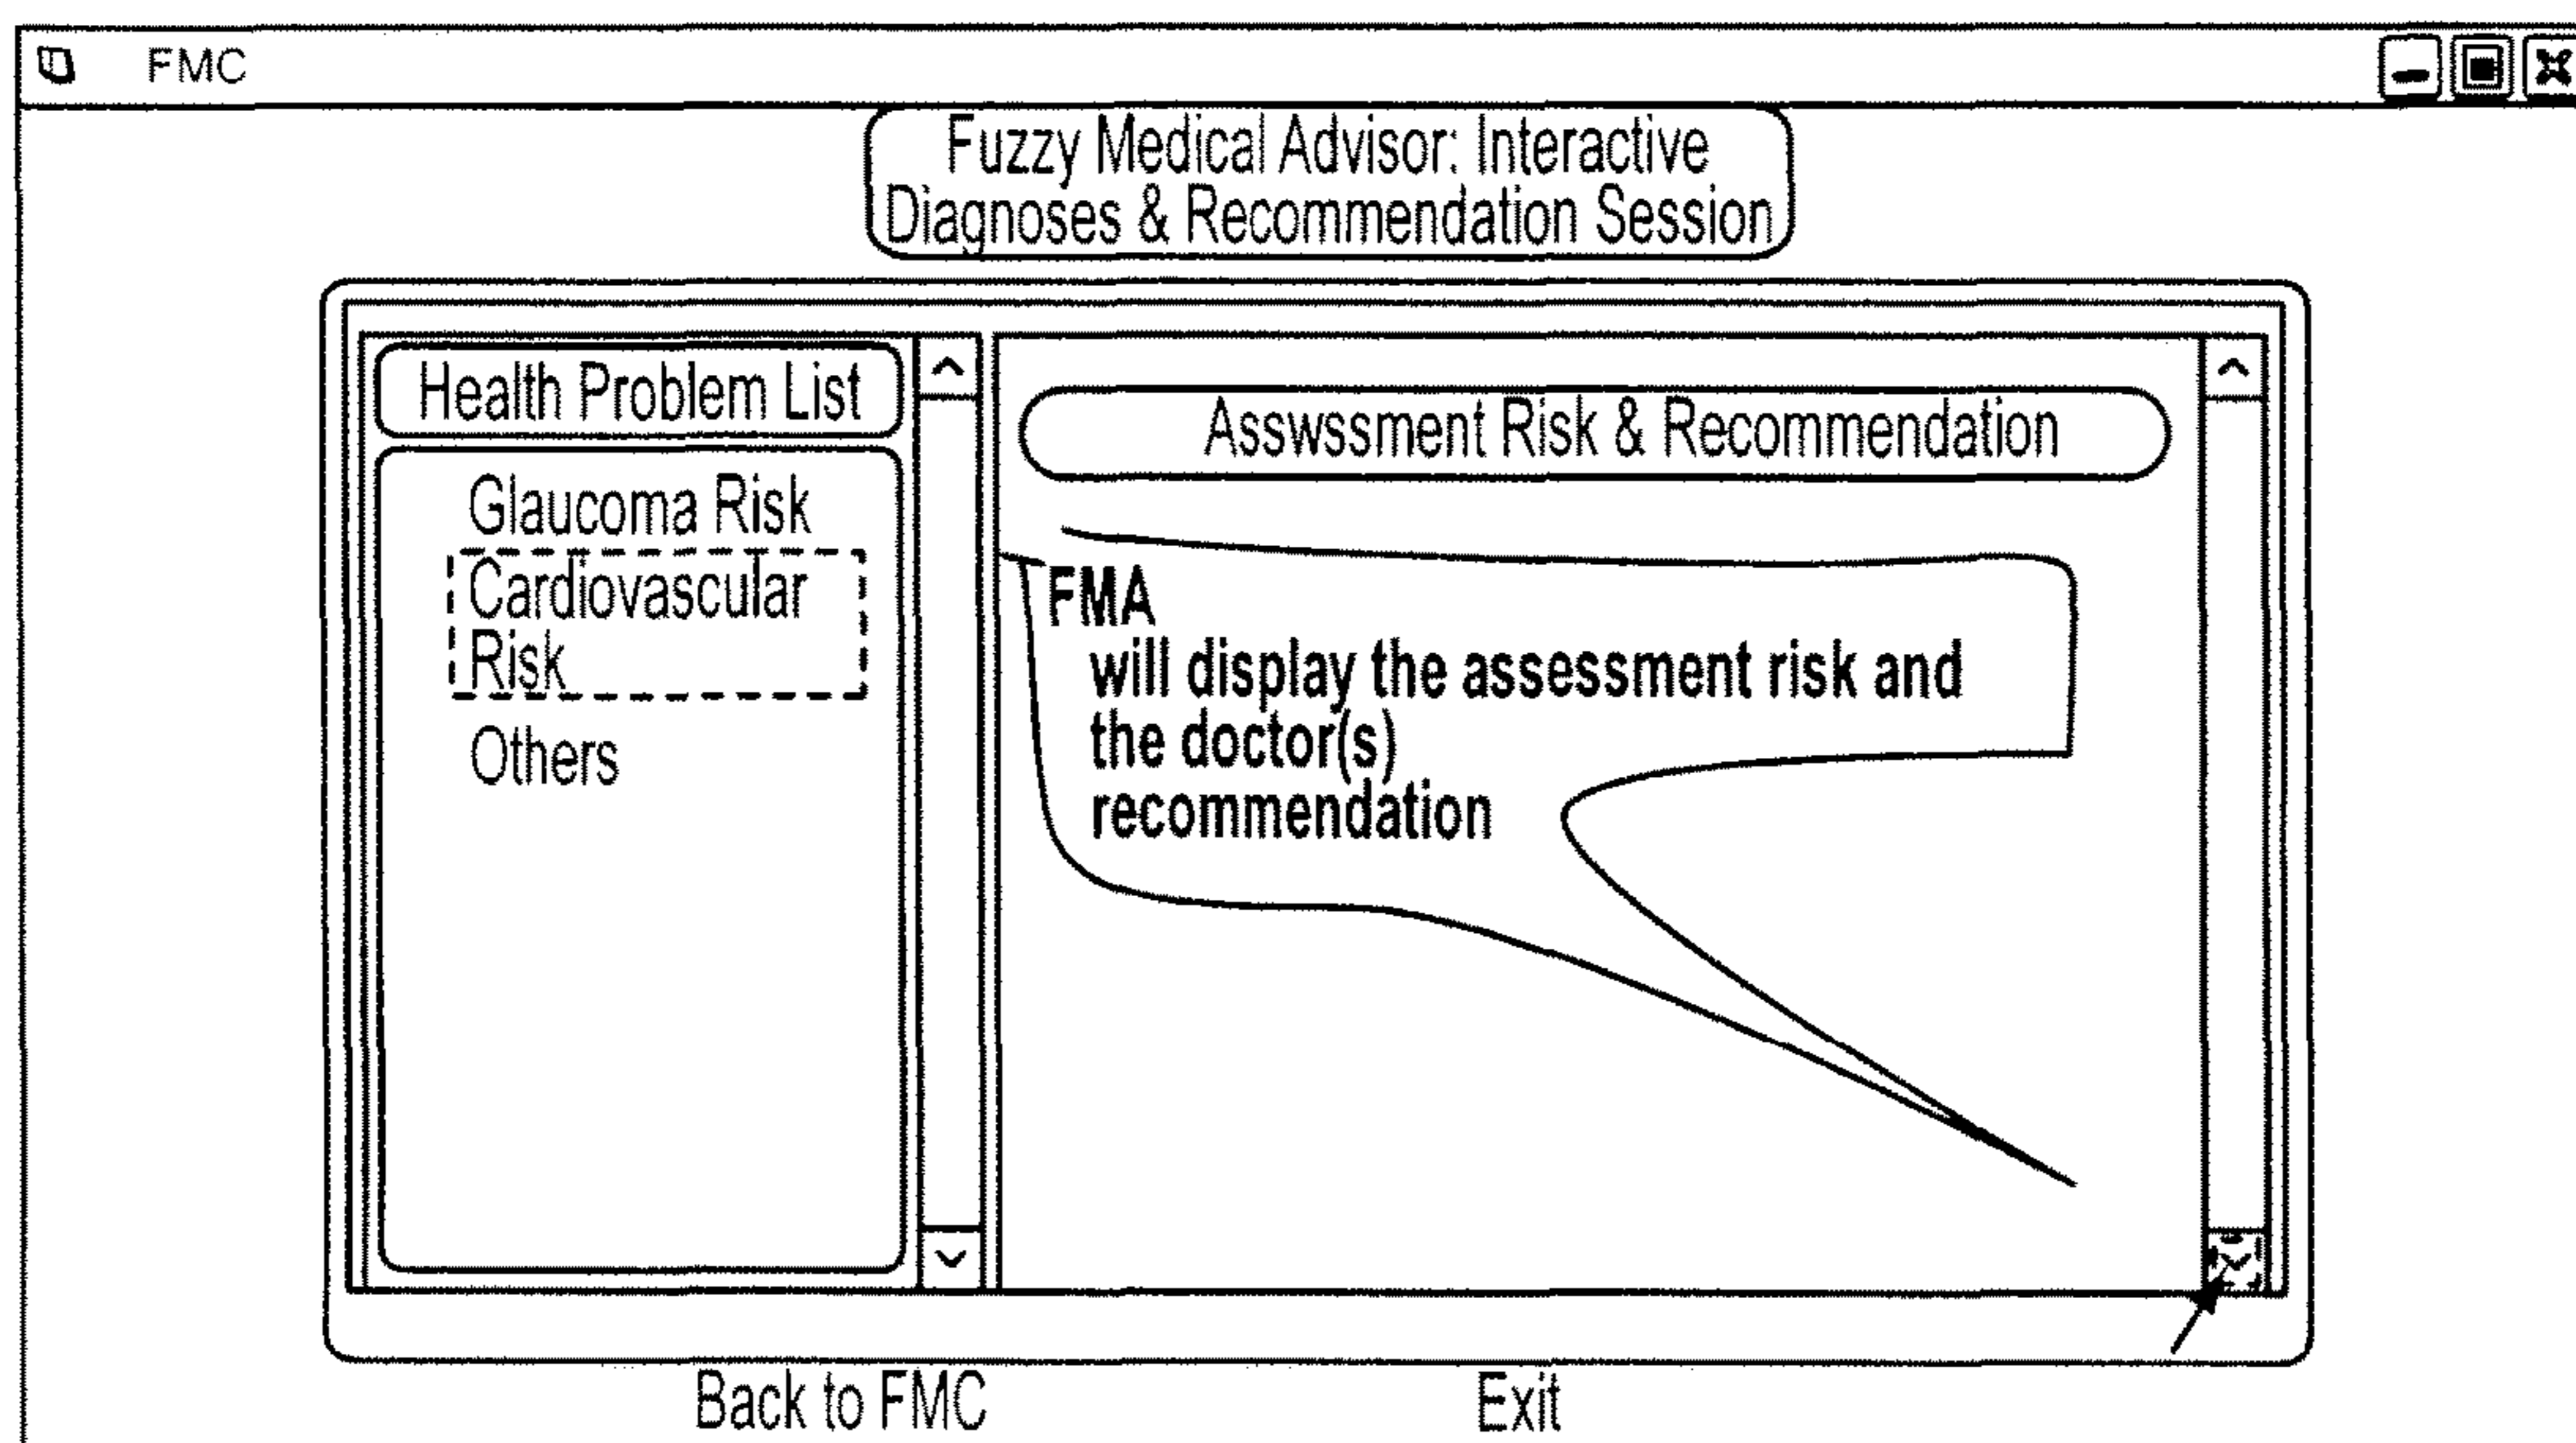 FMC
Fuzzy Medical Advisor: Interactive
Diagnoses & Recommendation Session
Health Problem List
Glaucoma Risk
Cardiovascular
Risk
Others
Asswssment Risk & Recommendation
FMA
will display the assessment risk and
the doctor(s)
recommendation
Back to FMC
Exit